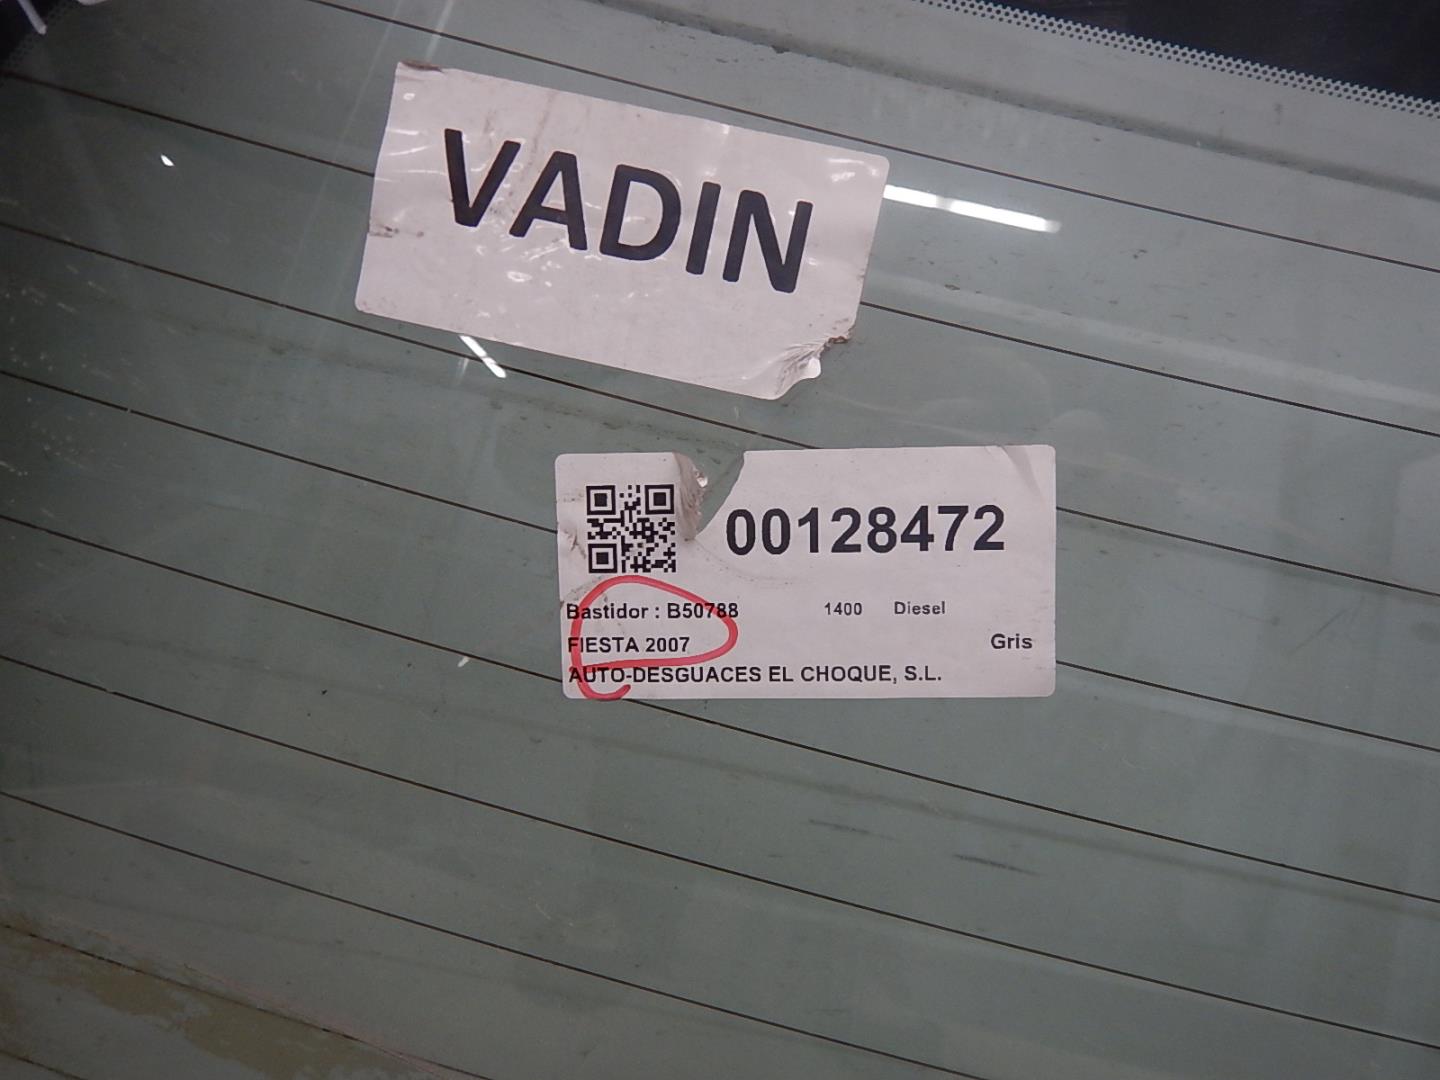 VADIN
00128472
Bastidor : B50788 1400 Diesel
FIESTA 2007 Gris
AUTO-DESGUACES EL CHOQUE, S.L.